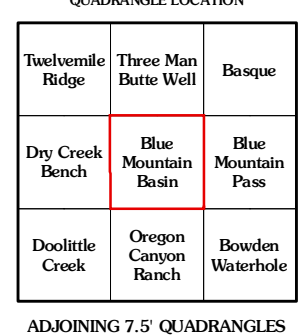 QUADRANGLE LOCATION
Twelvemile
Ridge
Three Man
Butte Well
Basque
Dry Creek
Bench
Blue
Mountain
Basin
Blue
Mountain
Pass
Doolittle
Creek
Oregon
Canyon
Ranch
Bowden
Waterhole
ADJOINING 7.5' QUADRANGLES